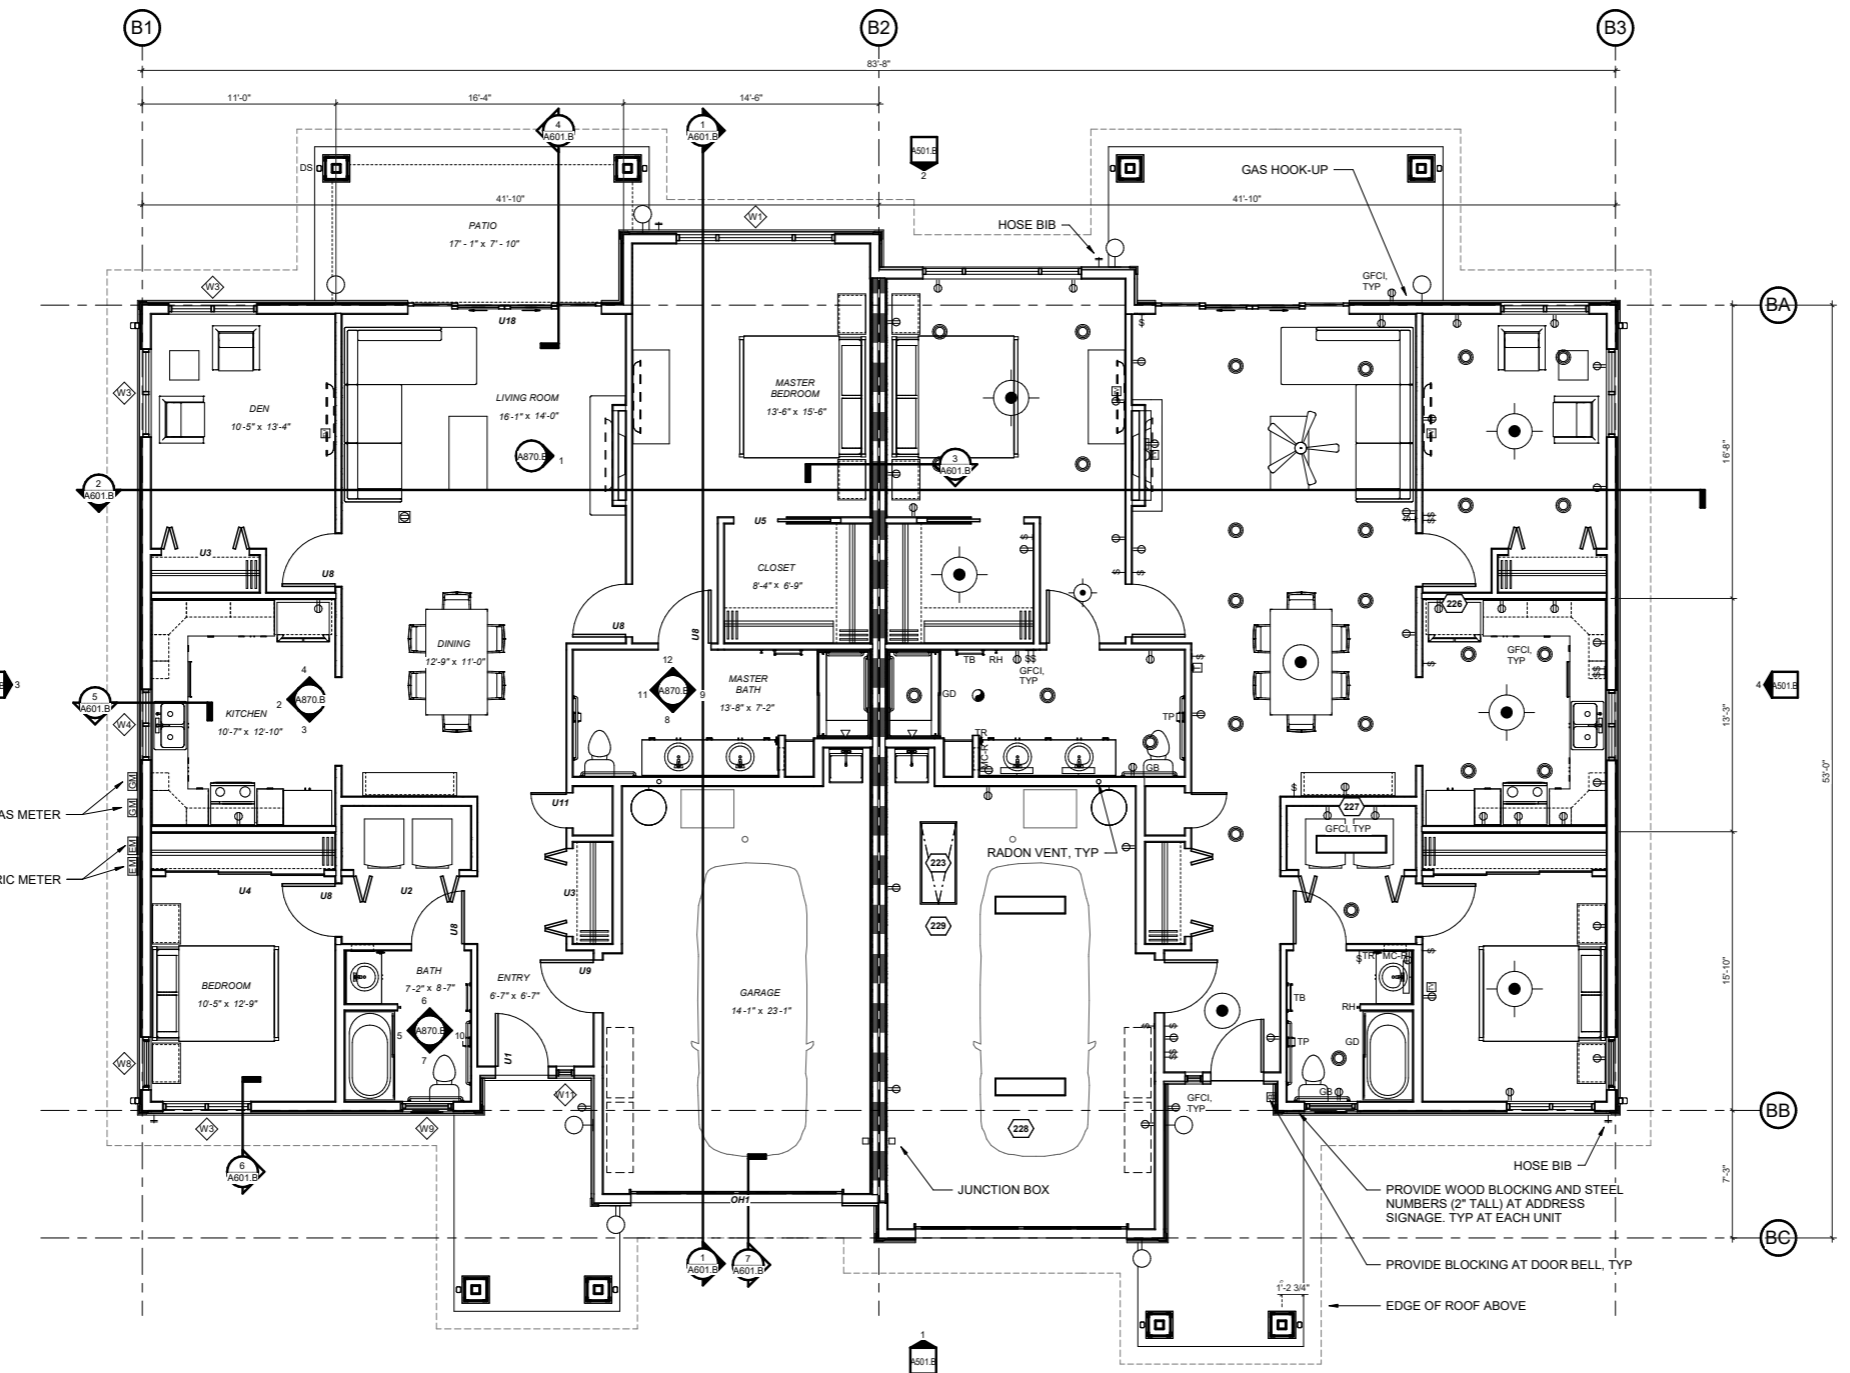 B1
B2
B3
83'-8"
11'-0"
16'-4"
14'-6"
4
A601.B
1
A601.B
A501.B
2
DS
GAS HOOK-UP
41'-10"
41'-10"
W1
PATIO
17' - 1" x 7' - 10"
HOSE BIB
GFCI,
TYP
W3
BA
U18
W3
DEN
10'-5" x 13'-4"
LIVING ROOM
16'-1" x 14'-0"
MASTER
BEDROOM
13'-6" x 15'-6"
A870.B
1
3
A601.B
2
A601.B
16'-8"
U3
U8
U5
CLOSET
8'-4" x 6'-9"
U8
U8
226
DINING
12'-9" x 11'-0"
GFCI,
TYP
3
4
A870.B
2
3
12
A870.B
11
9
8
MASTER
BATH
13'-8" x 7'-2"
TB
RH
GFCI,
TYP
GD
TP
4
A501.B
5
A601.B
W4
KITCHEN
10'-7" x 12'-10"
13'-3"
TR
MC-R
GB
53'-0"
GM
GM
AS METER
U11
227
GFCI, TYP
EM
EM
RIC METER
RADON VENT, TYP
223
U4
U8
U2
U3
229
U8
BEDROOM
10'-5" x 12'-9"
BATH
7'-2" x 8'-7"
6
A870.B
5
10
7
ENTRY
6'-7" x 6'-7"
U9
GARAGE
14'-1" x 23'-1"
TR
MC-R
TB
RH
TP
GD
GB
15'-10"
U1
W8
W11
GFCI,
TYP
W3
W9
228
BB
6
A601.B
HOSE BIB
7'-3"
JUNCTION BOX
OH1
PROVIDE WOOD BLOCKING AND STEEL
NUMBERS (2" TALL) AT ADDRESS
SIGNAGE. TYP AT EACH UNIT
BC
1
A601.B
7
A601.B
PROVIDE BLOCKING AT DOOR BELL, TYP
1'-2 3/4"
EDGE OF ROOF ABOVE
1
A501.B